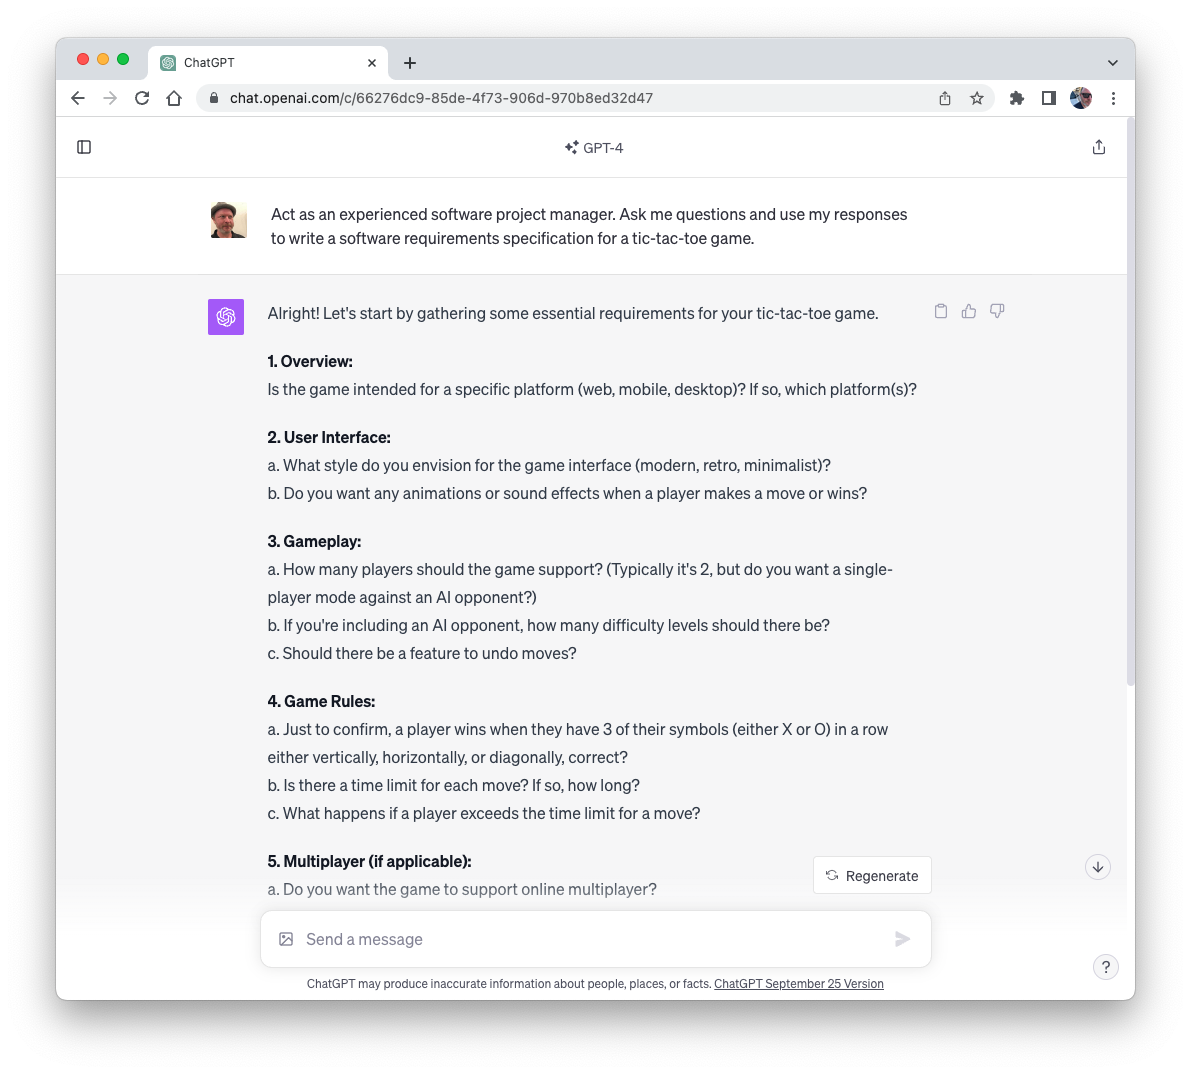 ChatGPT
chat.openai.com/c/66276dc9-85de-4f73-906d-970b8ed32d47
GPT-4
Act as an experienced software project manager. Ask me questions and use my responses
to write a software requirements specification for a tic-tac-toe game.
Alright! Let's start by gathering some essential requirements for your tic-tac-toe game.
1. Overview:
Is the game intended for a specific platform (web, mobile, desktop)? If so, which platform(s)?
2. User Interface:
a. What style do you envision for the game interface (modern, retro, minimalist)?
b. Do you want any animations or sound effects when a player makes a move or wins?
3. Gameplay:
a. How many players should the game support? (Typically it's 2, but do you want a single-
player mode against an AI opponent?)
b. If you're including an AI opponent, how many difficulty levels should there be?
c. Should there be a feature to undo moves?
4. Game Rules:
a. Just to confirm, a player wins when they have 3 of their symbols (either X or O) in a row
either vertically, horizontally, or diagonally, correct?
b. Is there a time limit for each move? If so, how long?
c. What happens if a player exceeds the time limit for a move?
5. Multiplayer (if applicable):
a. Do you want the game to support online multiplayer?
Regenerate
Send a message
?
ChatGPT may produce inaccurate information about people, places, or facts. ChatGPT September 25 Version